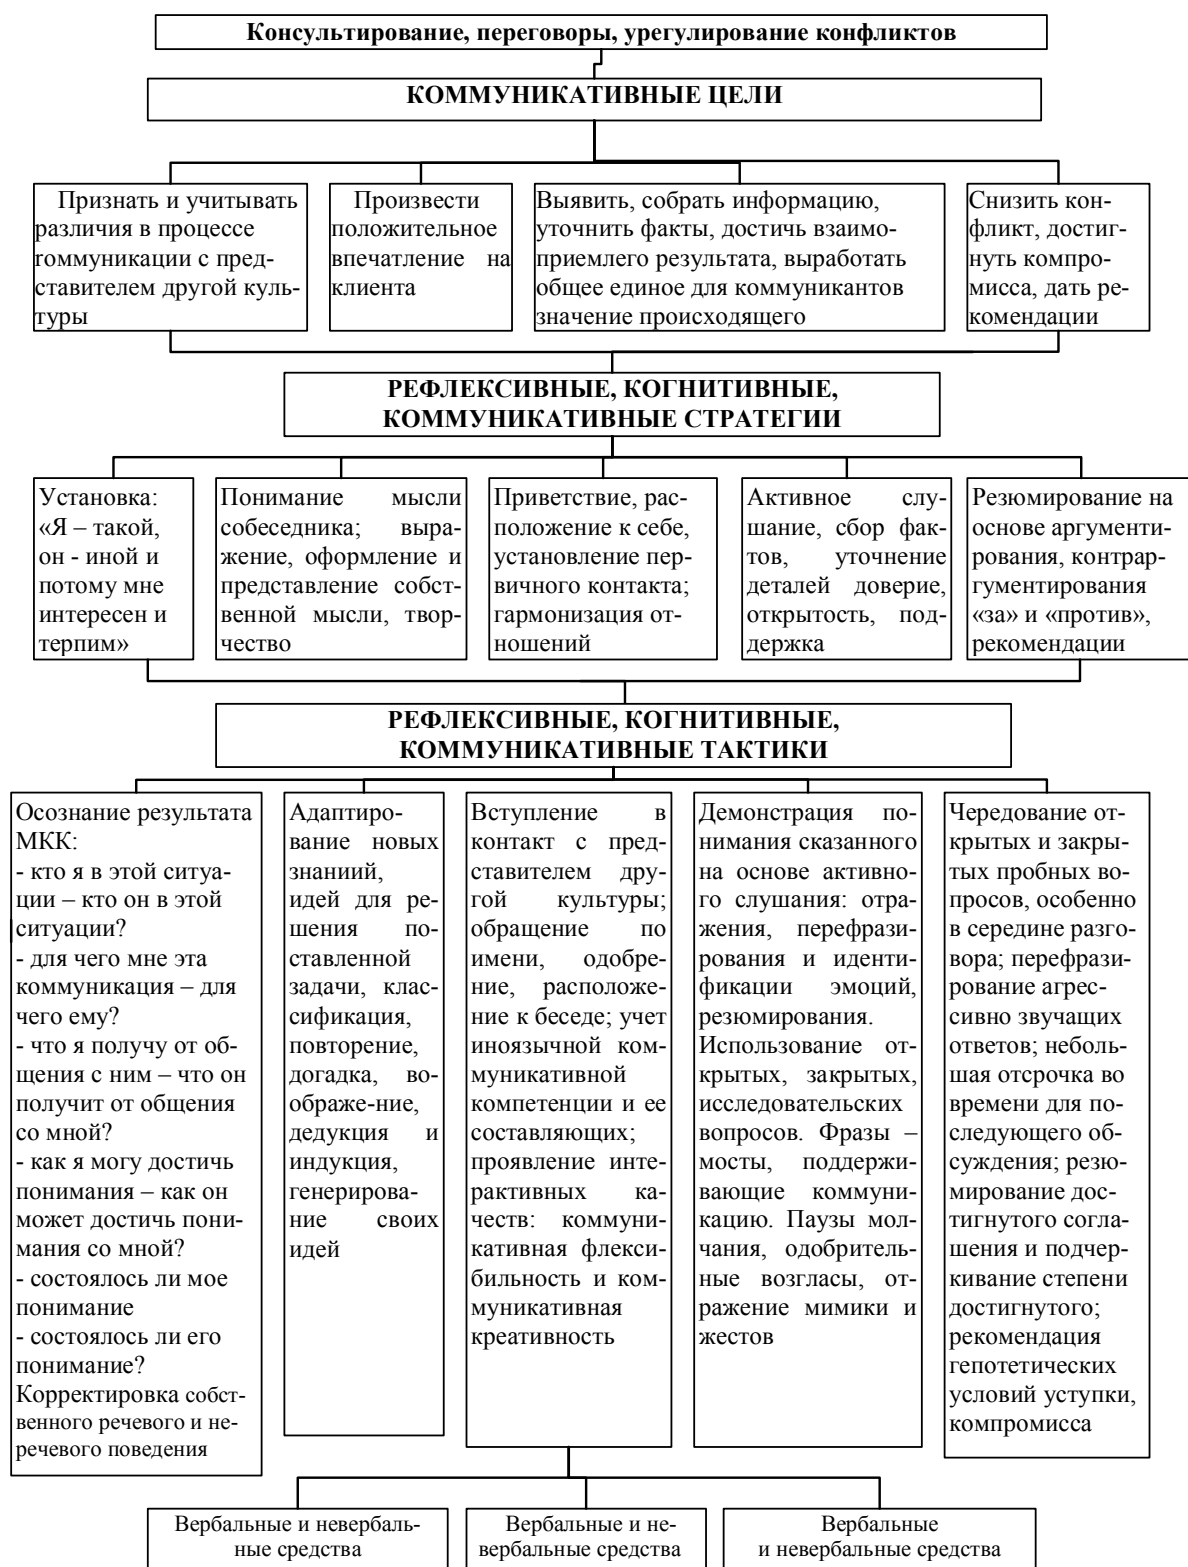 Консультирование, переговоры, урегулирование конфликтов
КОММУНИКАТИВНЫЕ ЦЕЛИ
Признать и учитывать
различия в процессе
гоммуникации с пред-
ставителем другой куль-
туры
Произвести
положительное
впечатление на
клиента
Выявить, собрать информацию,
уточнить факты, достичь взаимо-
приемлего результата, выработать
общее единое для коммуникантов
значение происходящего
Снизить кон-
фликт, достиг-
нуть компро-
мисса, дать ре-
комендации
РЕФЛЕКСИВНЫЕ, КОГНИТИВНЫЕ,
КОММУНИКАТИВНЫЕ СТРАТЕГИИ
Установка:
«Я – такой,
он - иной и
потому мне
интересен и
терпим»
Понимание мысли
собеседника; выра-
жение, оформление и
представление собст-
венной мысли, твор-
чество
Приветствие, рас-
положение к себе,
установление пер-
вичного контакта;
гармонизация от-
ношений
Активное слу-
шание, сбор фак-
тов, уточнение
деталей доверие,
открытость, под-
держка
Резюмирование на
основе аргументи-
рования, контрар-
гументирования
«за» и «против»,
рекомендации
РЕФЛЕКСИВНЫЕ, КОГНИТИВНЫЕ,
КОММУНИКАТИВНЫЕ ТАКТИКИ
Осознание результата
МКК:
- кто я в этой ситуа-
ции – кто он в этой
ситуации?
- для чего мне эта
коммуникация – для
чего ему?
- что я получу от об-
щения с ним – что он
получит от общения
со мной?
- как я могу достичь
понимания – как он
может достичь пони-
мания со мной?
- состоялось ли мое
понимание
- состоялось ли его
понимание?
Корректировка собст-
венного речевого и не-
речевого поведения
Адаптиро-
вание новых
знаниий,
идей для ре-
шения по-
ставленной
задачи, клас-
сификация,
повторение,
догадка, во-
ображе-ние,
дедукция и
индукция,
генерирова-
ние своих
идей
Вступление в
контакт с пред-
ставителем дру-
гой культуры;
обращение по
имени, одобре-
ние, расположе-
ние к беседе; учет
иноязычной ком-
муникативной
компетенции и ее
составляющих;
проявление инте-
рактивных ка-
честв: коммуни-
кативная флекси-
бильность и ком-
муникативная
креативность
Демонстрация по-
нимания сказанного
на основе активно-
го слушания: отра-
жения, перефрази-
рования и иденти-
фикации эмоций,
резюмирования.
Использование от-
крытых, закрытых,
исследовательских
вопросов. Фразы –
мосты, поддержи-
вающие коммуни-
кацию. Паузы мол-
чания, одобритель-
ные возгласы, от-
ражение мимики и
жестов
Чередование от-
крытых и закры-
тых пробных во-
просов, особенно
в середине разго-
вора; перефрази-
рование агрес-
сивно звучащих
ответов; неболь-
шая отсрочка во
времени для по-
следующего об-
суждения; резю-
мирование дос-
тигнутого согла-
шения и подчер-
кивание степени
достигнутого;
рекомендация
гепотетических
условий уступки,
компромисса
Вербальные и невербаль-
ные средства
Вербальные и не-
вербальные средства
Вербальные
и невербальные средства